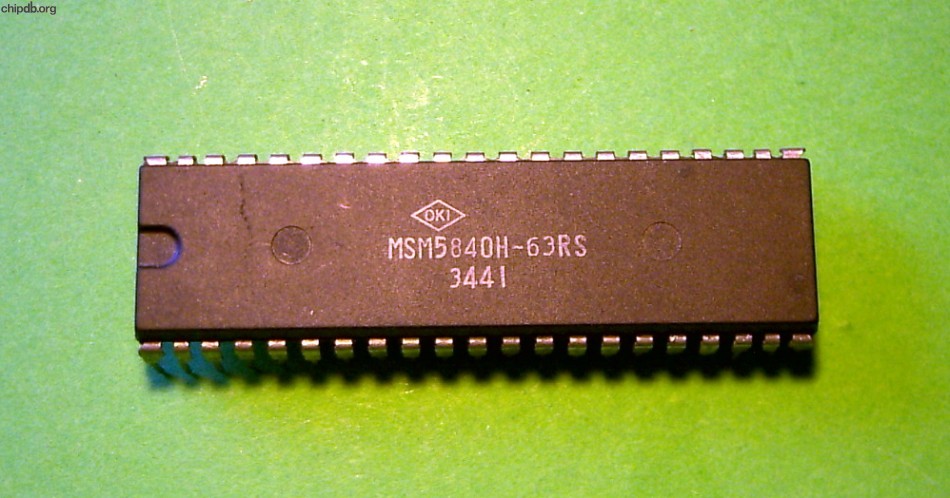 chipdb.org
OKI
MSM5840H-63RS
3441